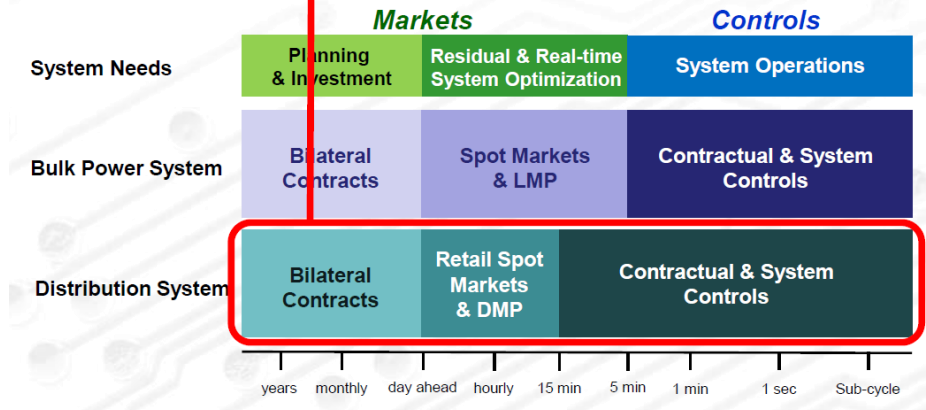 Markets
Controls
System Needs
Planning
& Investment
Residual & Real-time
System Optimization
System Operations
Bulk Power System
Bilateral
Contracts
Spot Markets
& LMP
Contractual & System
Controls
Distribution System
Bilateral
Contracts
Retail Spot
Markets
& DMP
Contractual & System
Controls
years
monthly
day ahead
hourly
15 min
5 min
1 min
1 sec
Sub-cycle